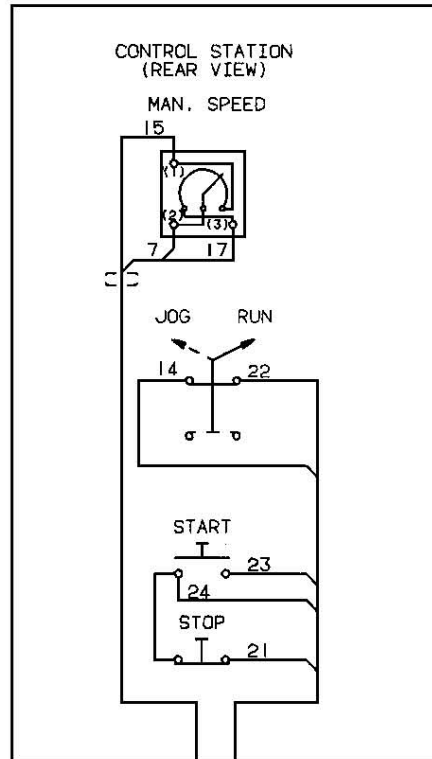 CONTROL STATION
(REAR VIEW)
MAN. SPEED
15
(1)
(2)
(3)
7
17
JOG
RUN
14
22
START
23
24
STOP
21